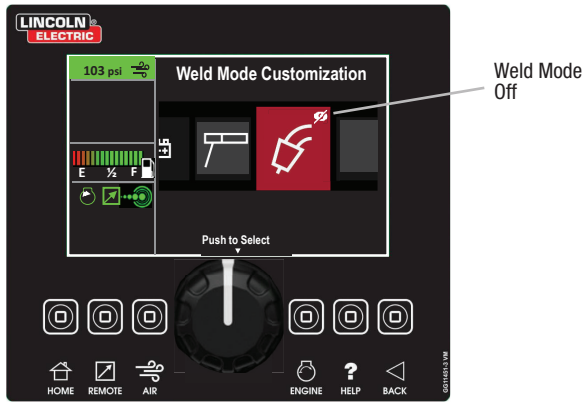 LINCOLN®
ELECTRIC
103 psi
Weld Mode Customization
Weld Mode
Off
E ½ F
Push to Select
HOME REMOTE AIR ENGINE HELP BACK
?
GG11451-3 VM